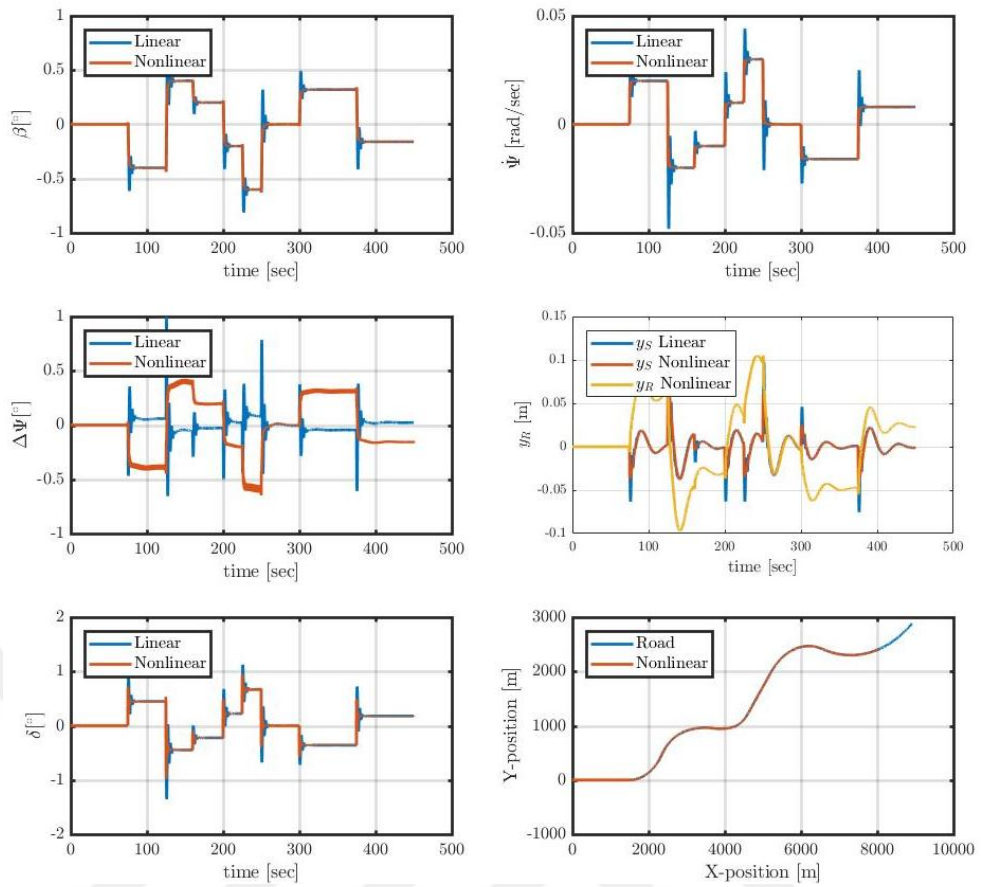 1
0.5
0
-0.5
-1
β[°]
Linear
Nonlinear
0 100 200 300 400 500
time [sec]
0.05
0
-0.05
Ψ̇ [rad/sec]
Linear
Nonlinear
0 100 200 300 400 500
time [sec]
1
0.5
0
-0.5
-1
ΔΨ[°]
Linear
Nonlinear
0 100 200 300 400 500
time [sec]
0.15
0.1
0.05
0
-0.05
-0.1
y_R [m]
y_S Linear
y_S Nonlinear
y_R Nonlinear
0 100 200 300 400 500
time [sec]
2
1
0
-1
-2
δ[°]
Linear
Nonlinear
0 100 200 300 400 500
time [sec]
3000
2000
1000
0
-1000
Y-position [m]
Road
Nonlinear
0 2000 4000 6000 8000 10000
X-position [m]